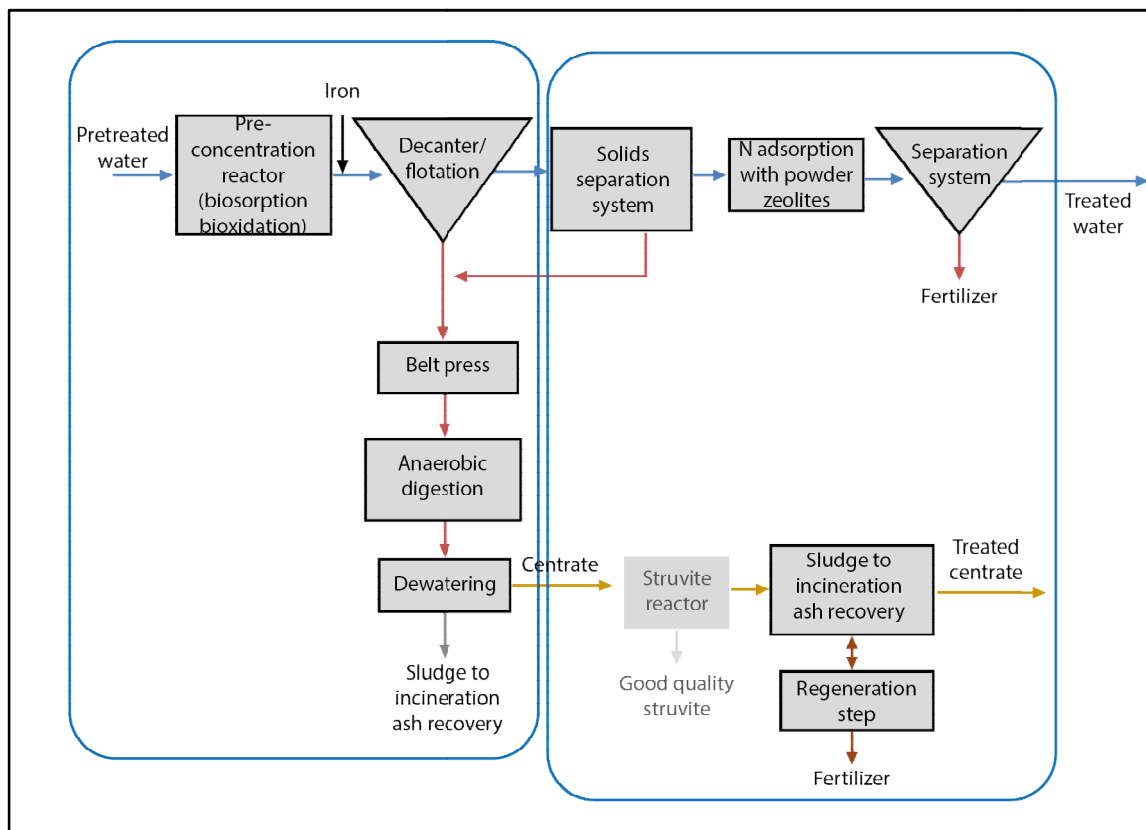 Iron
Pretreated
water
Pre-
concentration
reactor
(biosorption
bioxidation)
Decanter/
flotation
Solids
separation
system
N adsorption
with powder
zeolites
Separation
system
Treated
water
Fertilizer
Belt press
Anaerobic
digestion
Dewatering
Centrate
Struvite
reactor
Sludge to
incineration
ash recovery
Treated
centrate
Sludge to
incineration
ash recovery
Good quality
struvite
Regeneration
step
Fertilizer